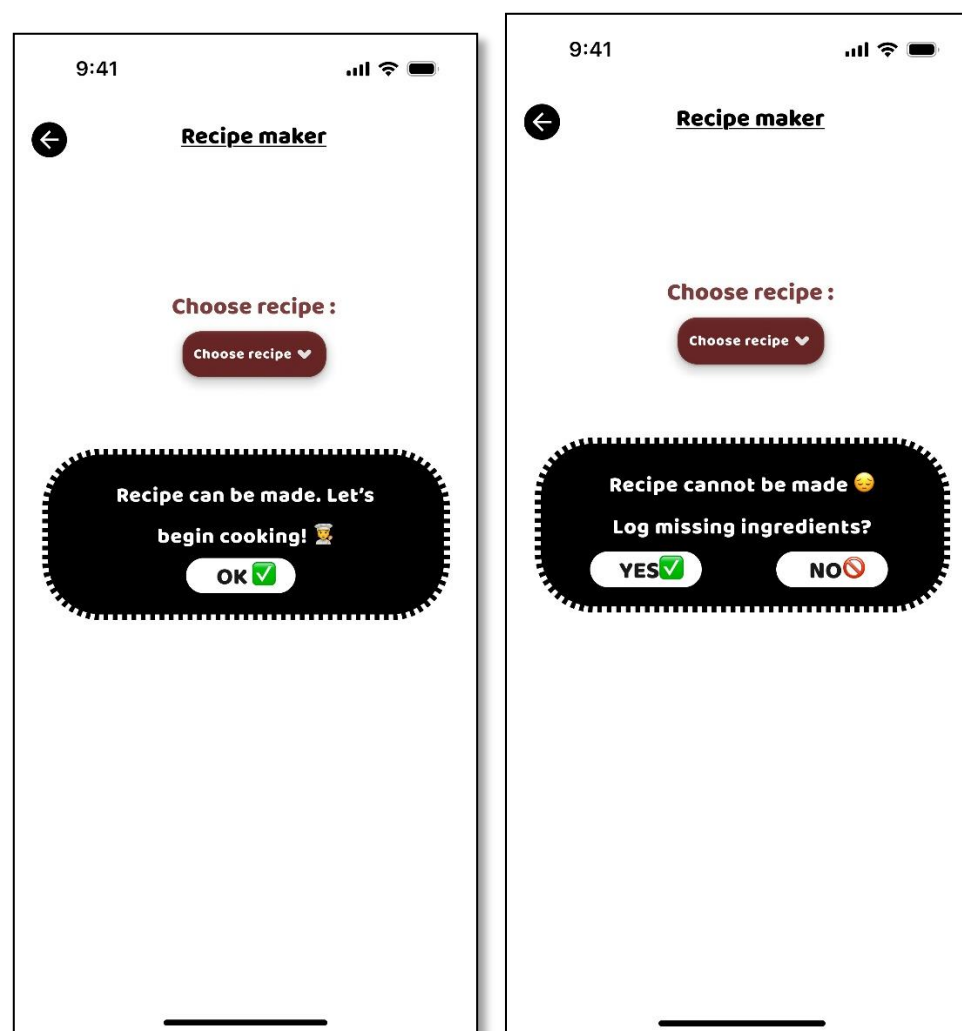 9:41
Recipe maker
Choose recipe :
Choose recipe
Recipe can be made. Let's
begin cooking! 🧑‍🍳
OK ✅
9:41
Recipe maker
Choose recipe :
Choose recipe
Recipe cannot be made 😔
Log missing ingredients?
YES✅ NO🚫